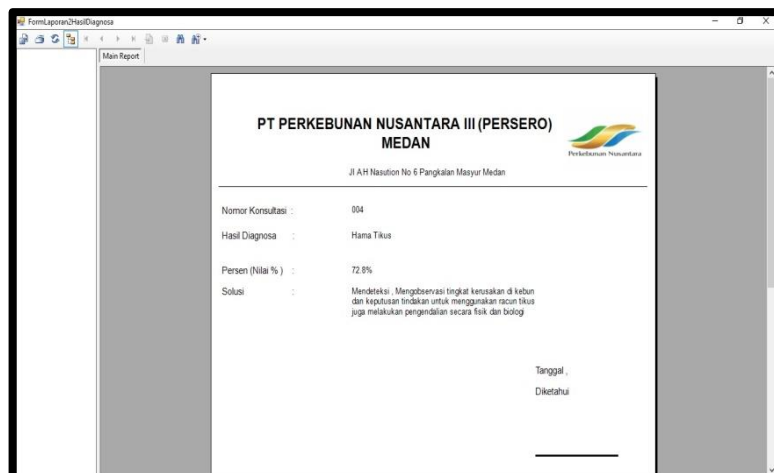 FormLaporan2HasilDiagnosa
Main Report
PT PERKEBUNAN NUSANTARA III (PERSERO)
MEDAN
Perkebunan Nusantara
Jl A H Nasution No 6 Pangkalan Masyur Medan
Nomor Konsultasi : 004
Hasil Diagnosa : Hama Tikus
Persen (Nilai % ) : 72.8%
Solusi : Mendeteksi , Mengobservasi tingkat kerusakan di kebun
dan keputusan tindakan untuk menggunakan racun tikus
juga melakukan pengendalian secara fisik dan biologi
Tanggal ,
Diketahui